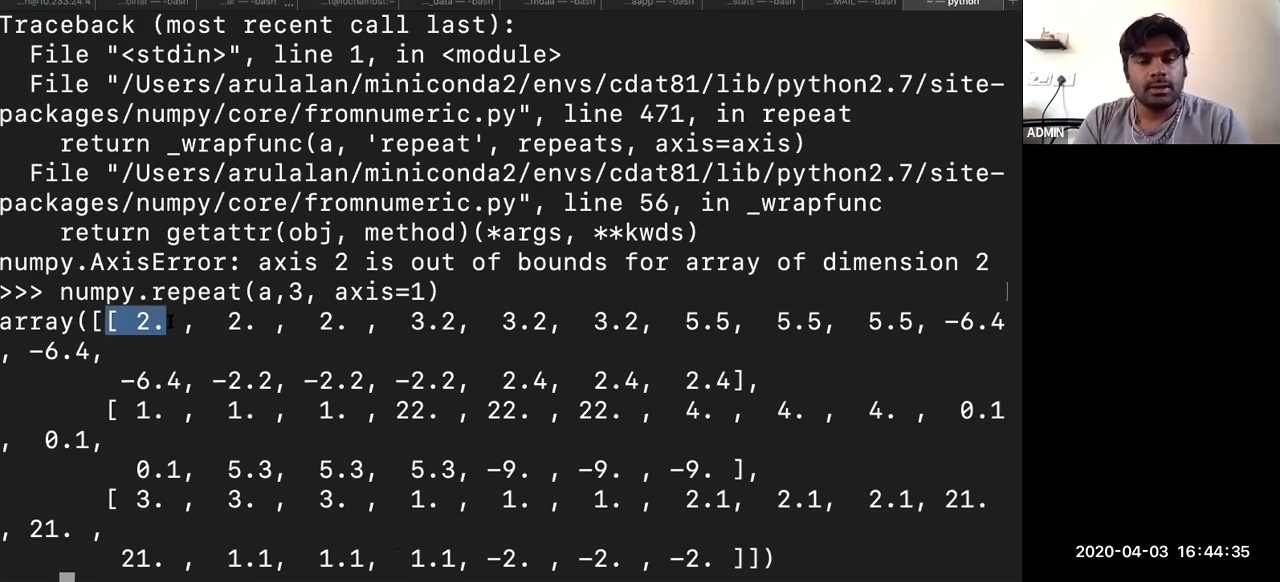 Traceback (most recent call last):
  File "<stdin>", line 1, in <module>
  File "/Users/arulalan/miniconda2/envs/cdat81/lib/python2.7/site-
packages/numpy/core/fromnumeric.py", line 471, in repeat
    return _wrapfunc(a, 'repeat', repeats, axis=axis)
  File "/Users/arulalan/miniconda2/envs/cdat81/lib/python2.7/site-
packages/numpy/core/fromnumeric.py", line 56, in _wrapfunc
    return getattr(obj, method)(*args, **kwds)
numpy.AxisError: axis 2 is out of bounds for array of dimension 2
>>> numpy.repeat(a,3, axis=1)
array([[ 2. ,  2. ,  2. ,  3.2,  3.2,  3.2,  5.5,  5.5,  5.5, -6.4
, -6.4,
        -6.4, -2.2, -2.2, -2.2,  2.4,  2.4,  2.4],
       [ 1. ,  1. ,  1. , 22. , 22. , 22. ,  4. ,  4. ,  4. ,  0.1
,  0.1,
         0.1,  5.3,  5.3,  5.3, -9. , -9. , -9. ],
       [ 3. ,  3. ,  3. ,  1. ,  1. ,  1. ,  2.1,  2.1,  2.1, 21.
, 21. ,
        21. ,  1.1,  1.1,  1.1, -2. , -2. , -2. ]])
ADMIN
2020-04-03 16:44:35